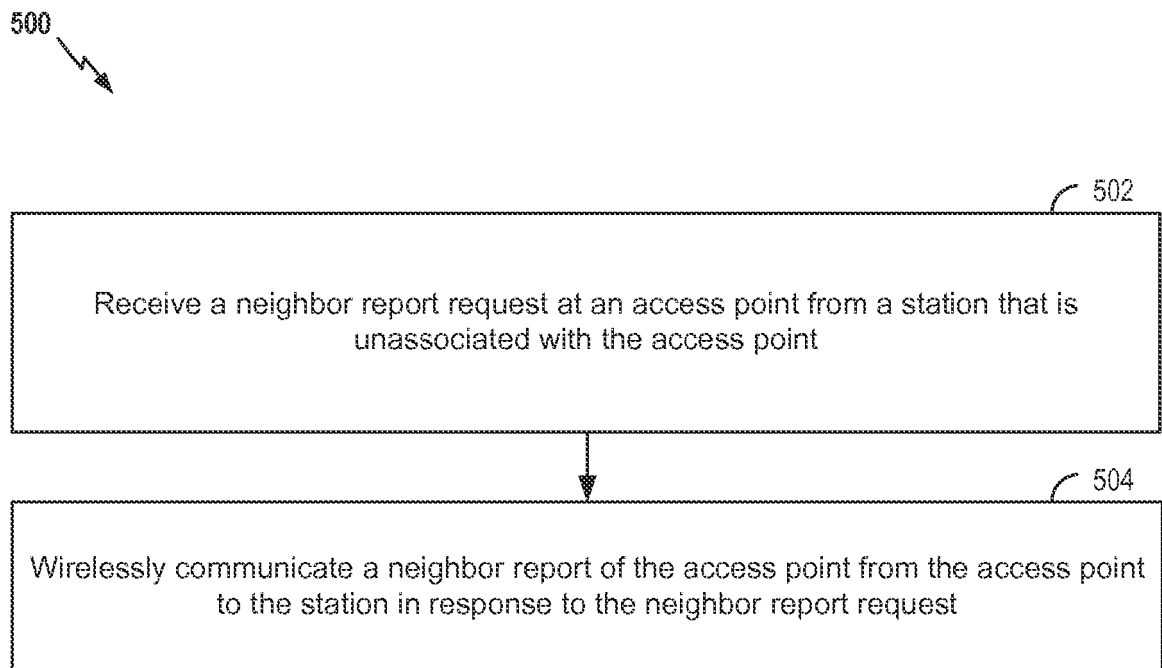 500
502
Receive a neighbor report request at an access point from a station that is
unassociated with the access point
504
Wirelessly communicate a neighbor report of the access point from the access point
to the station in response to the neighbor report request